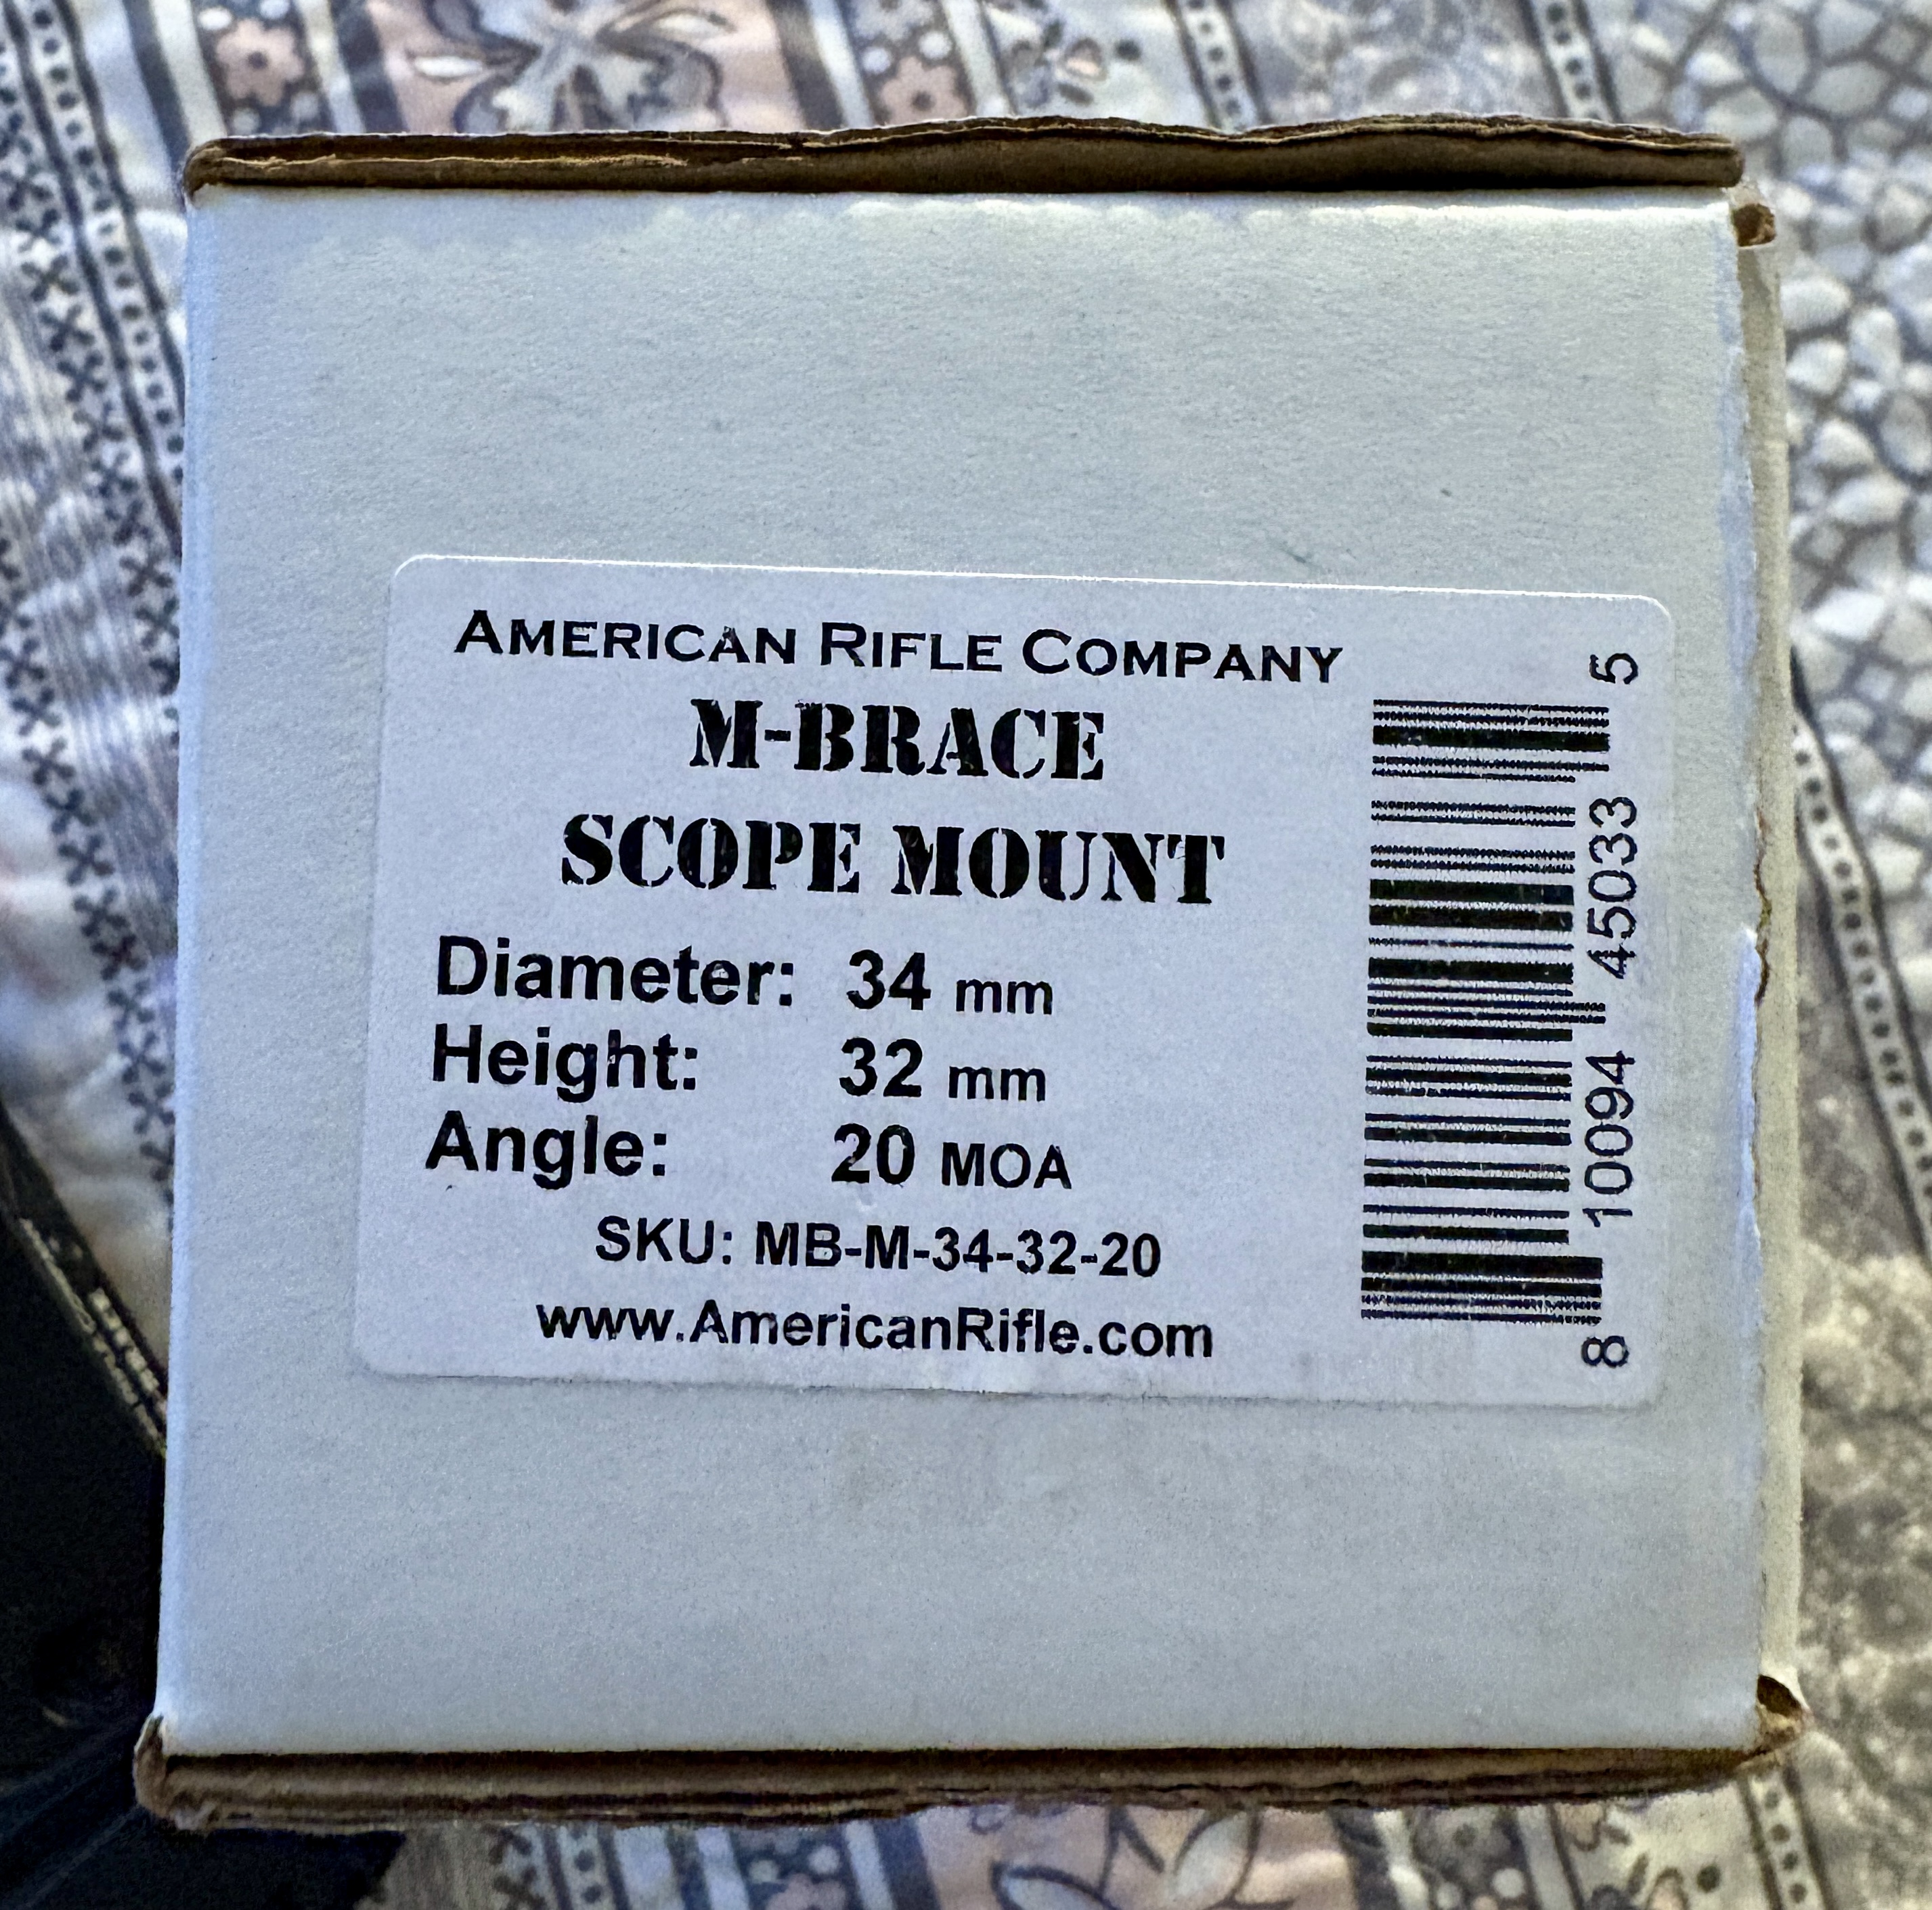 AMERICAN RIFLE COMPANY
M-BRACE
SCOPE MOUNT
Diameter: 34 mm
Height: 32 mm
Angle: 20 MOA
SKU: MB-M-34-32-20
www.AmericanRifle.com
8 10094 45033 5